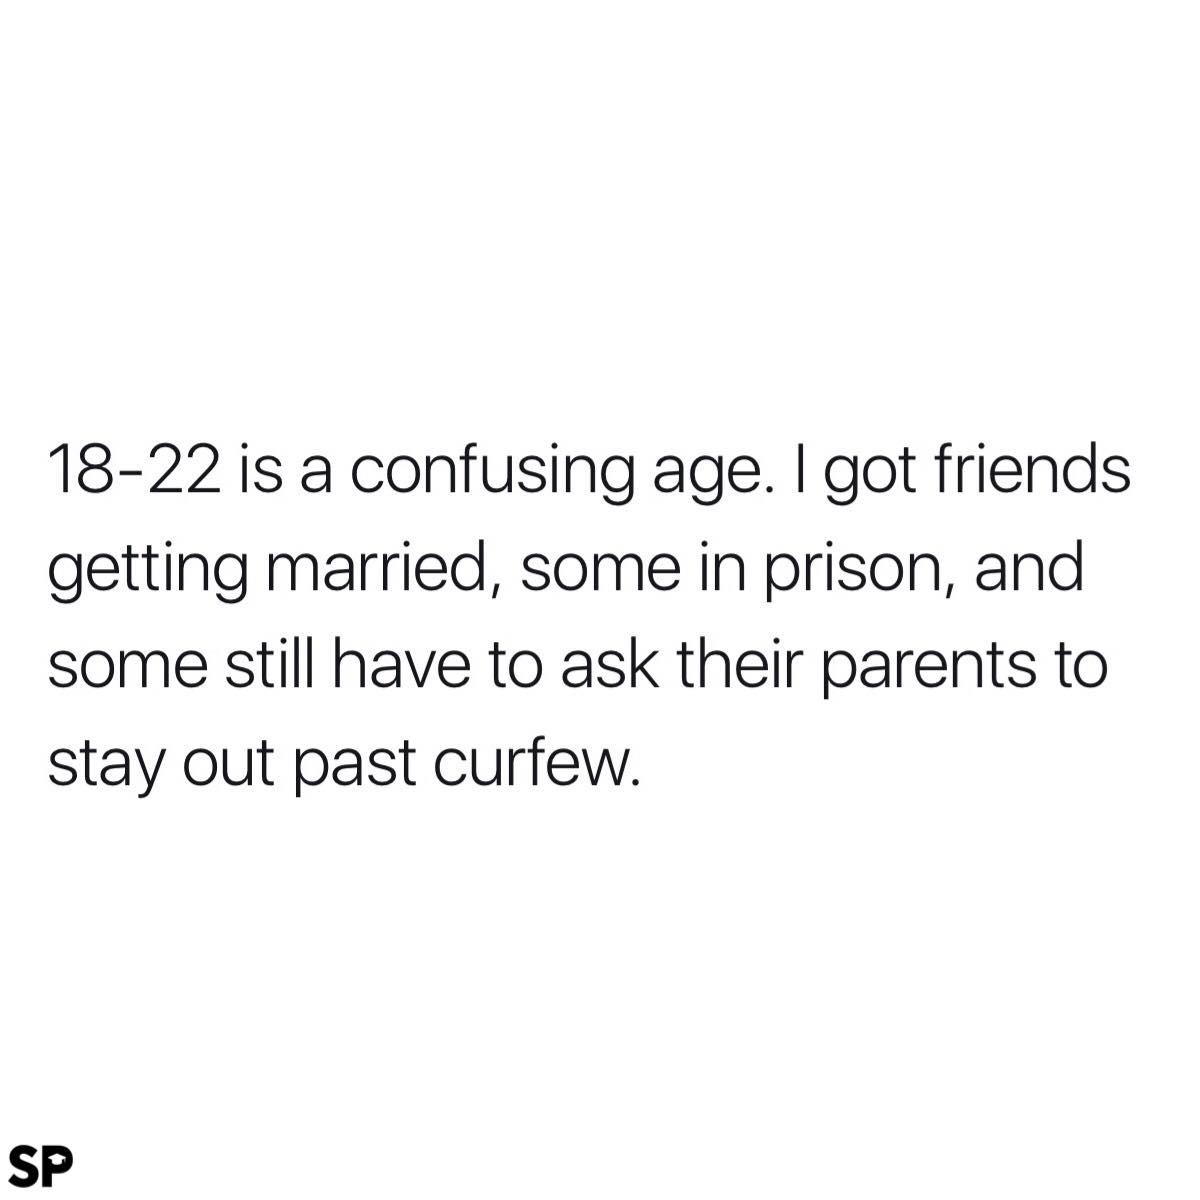 18-22 is a confusing age. I got friends
getting married, some in prison, and
some still have to ask their parents to
stay out past curfew.
SP